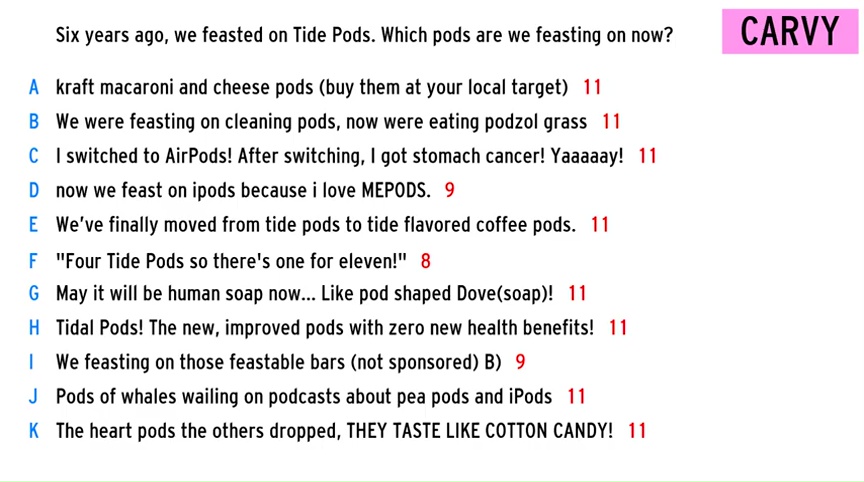 Six years ago, we feasted on Tide Pods. Which pods are we feasting on now?
CARVY
A kraft macaroni and cheese pods (buy them at your local target) 11
B We were feasting on cleaning pods, now were eating podzol grass 11
C I switched to AirPods! After switching, I got stomach cancer! Yaaaaay! 11
D now we feast on ipods because i love MEPODS. 9
E We've finally moved from tide pods to tide flavored coffee pods. 11
F "Four Tide Pods so there's one for eleven!" 8
G May it will be human soap now... Like pod shaped Dove(soap)! 11
H Tidal Pods! The new, improved pods with zero new health benefits! 11
I We feasting on those feastable bars (not sponsored) B) 9
J Pods of whales wailing on podcasts about pea pods and iPods 11
K The heart pods the others dropped, THEY TASTE LIKE COTTON CANDY! 11